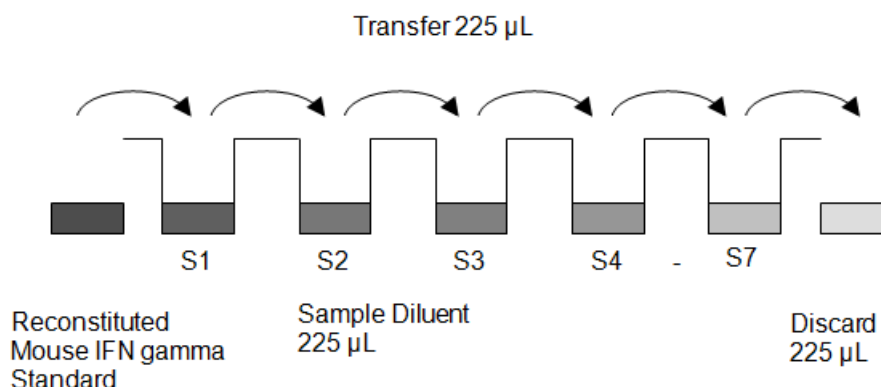 Transfer 225 µL
S1
S2
S3
S4
-
S7
Reconstituted
Mouse IFN gamma
Standard
Sample Diluent
225 µL
Discard
225 µL